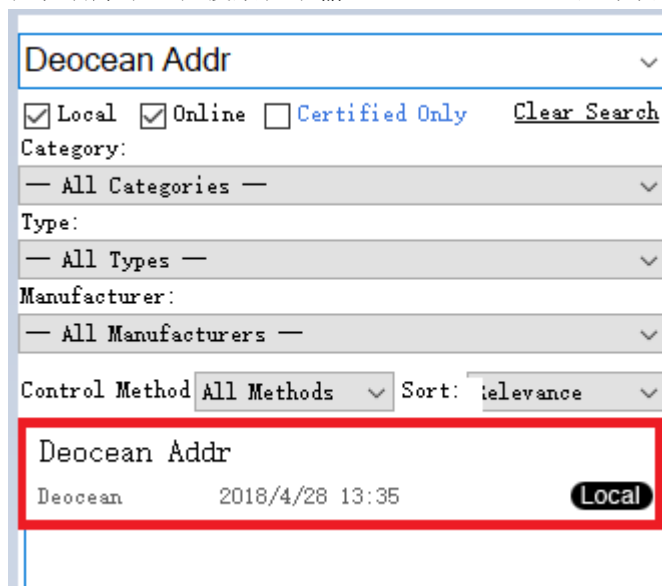 Deocean Addr
Local Online Certified Only Clear Search
Category:
— All Categories —
Type:
— All Types —
Manufacturer:
— All Manufacturers —
Control Method All Methods Sort: elevance
Deocean Addr
Deocean 2018/4/28 13:35 Local